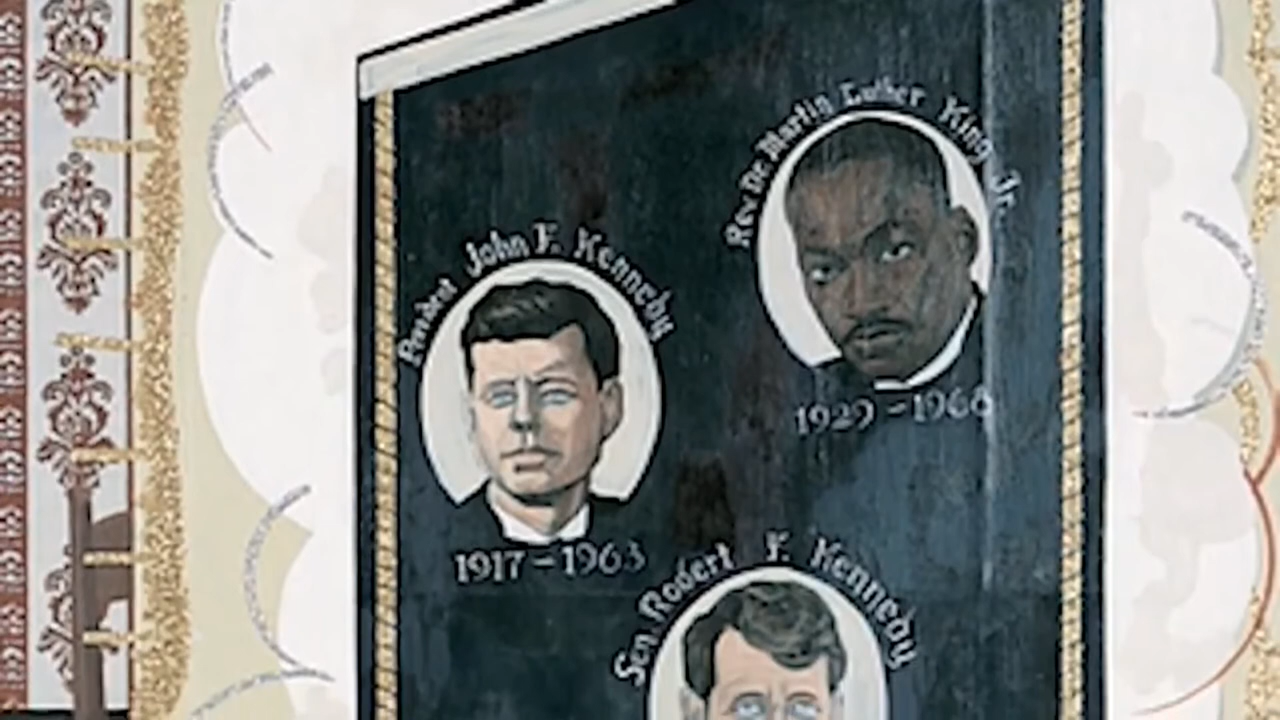 Rev. Dr. Martin Luther King Jr.
1929 – 1968
President John F. Kennedy
1917 – 1963
Sen. Robert F. Kennedy